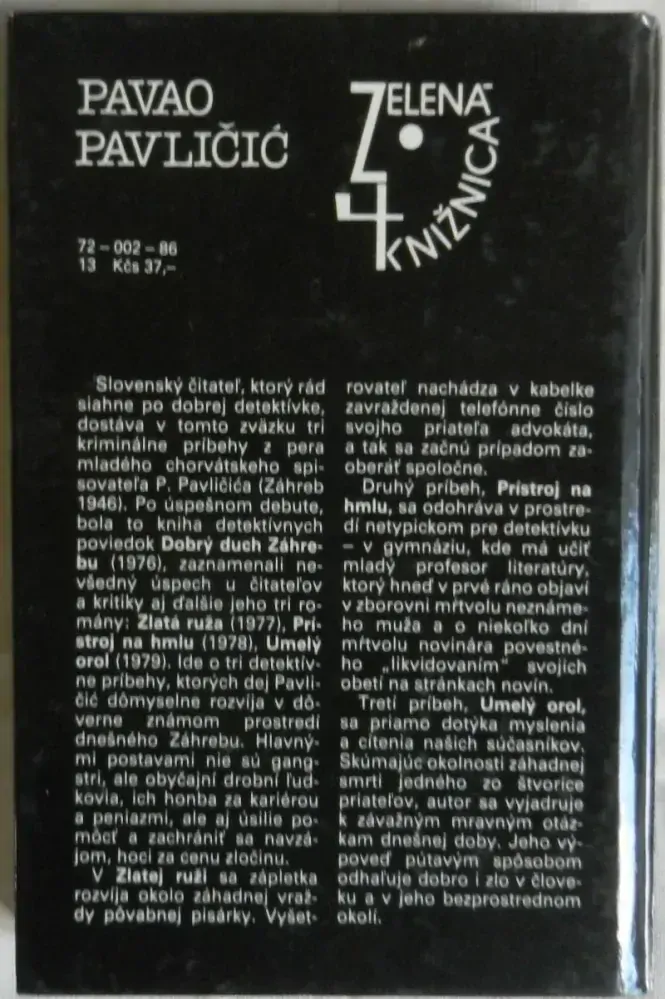 PAVAO
PAVLIČIĆ
ZELENÁ
KNIŽNICA
72 – 002 – 86
13 Kčs 37,–
Slovenský čitateľ, ktorý rád
siahne po dobrej detektívke,
dostáva v tomto zväzku tri
kriminálne príbehy z pera
mladého chorvátskeho spi-
sovateľa P. Pavličića (Záhreb
1946). Po úspešnom debute,
bola to kniha detektívnych
poviedok Dobrý duch Záhre-
bu (1976), zaznamenali ne-
všedný úspech u čitateľov
a kritiky aj ďalšie jeho tri ro-
mány: Zlatá ruža (1977), Prí-
stroj na hmlu (1978), Umelý
orol (1979). Ide o tri detektív-
ne príbehy, ktorých dej Pavli-
čić dômyselne rozvíja v dô-
verne známom prostredí
dnešného Záhrebu. Hlavný-
mi postavami nie sú gang-
stri, ale obyčajní drobní ľud-
kovia, ich honba za kariérou
a peniazmi, ale aj úsilie po-
môcť a zachrániť sa navzá-
jom, hoci za cenu zločinu.
V Zlatej ruži sa zápletka
rozvíja okolo záhadnej vraž-
dy pôvabnej pisárky. Vyšet-
rovateľ nachádza v kabelke
zavraždenej telefónne číslo
svojho priateľa advokáta,
a tak sa začnú prípadom za-
oberať spoločne.
Druhý príbeh, Prístroj na
hmlu, sa odohráva v prostre-
dí netypickom pre detektívku
– v gymnáziu, kde má učiť
mladý profesor literatúry,
ktorý hneď v prvé ráno objaví
v zborovni mŕtvolu neznáme-
ho muža a o niekoľko dní
mŕtvolu novinára povestné-
ho „likvidovaním“ svojich
obetí na stránkach novín.
Tretí príbeh, Umelý orol,
sa priamo dotýka myslenia
a cítenia našich súčasníkov.
Skúmajúc okolnosti záhadnej
smrti jedného zo štvorice
priateľov, autor sa vyjadruje
k závažným mravným otáz-
kam dnešnej doby. Jeho vý-
poveď pútavým spôsobom
odhaľuje dobro i zlo v člove-
ku a v jeho bezprostrednom
okolí.